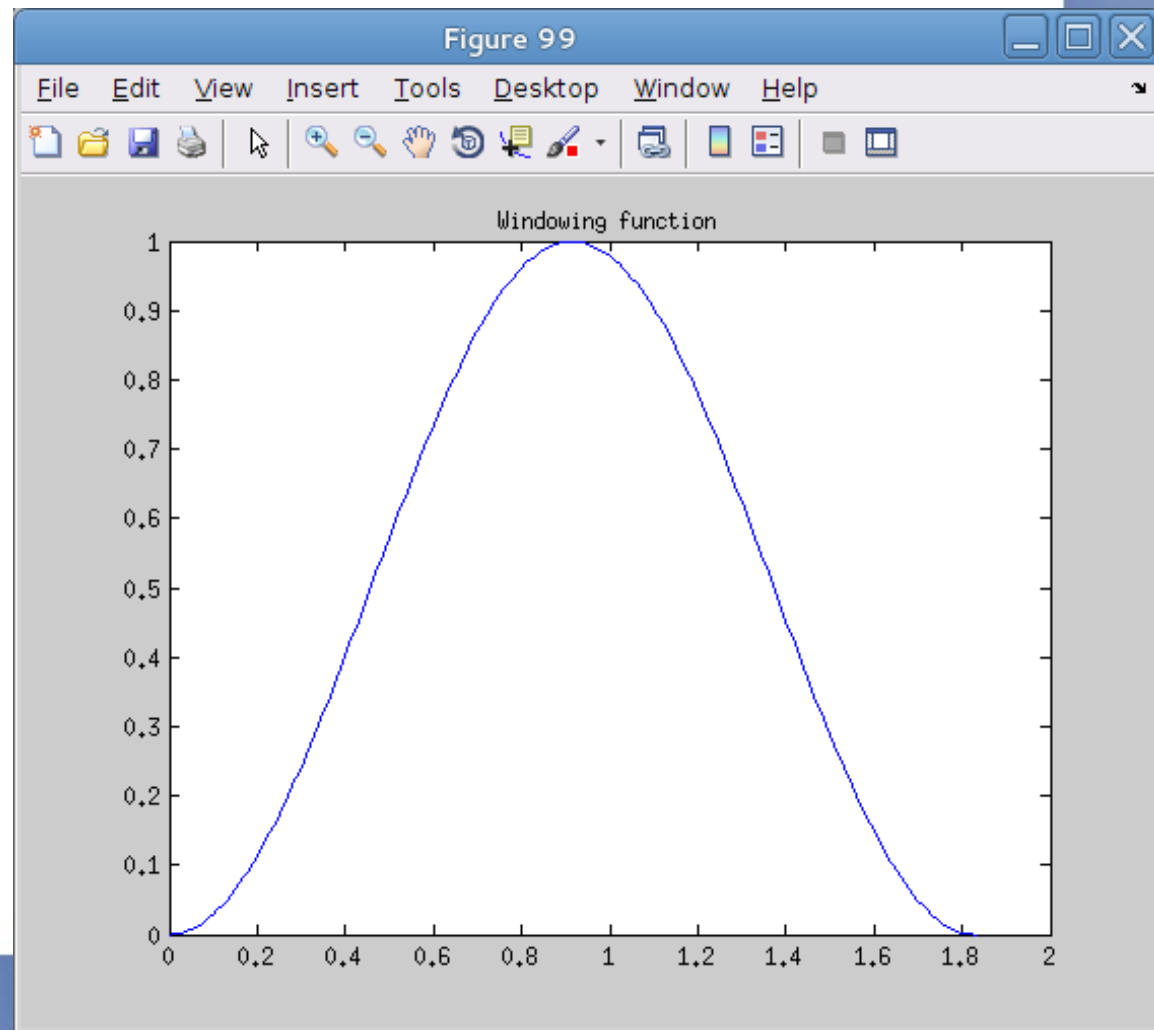 Figure 99
File Edit View Insert Tools Desktop Window Help
Windowing function
1
0.9
0.8
0.7
0.6
0.5
0.4
0.3
0.2
0.1
0
0 0.2 0.4 0.6 0.8 1 1.2 1.4 1.6 1.8 2